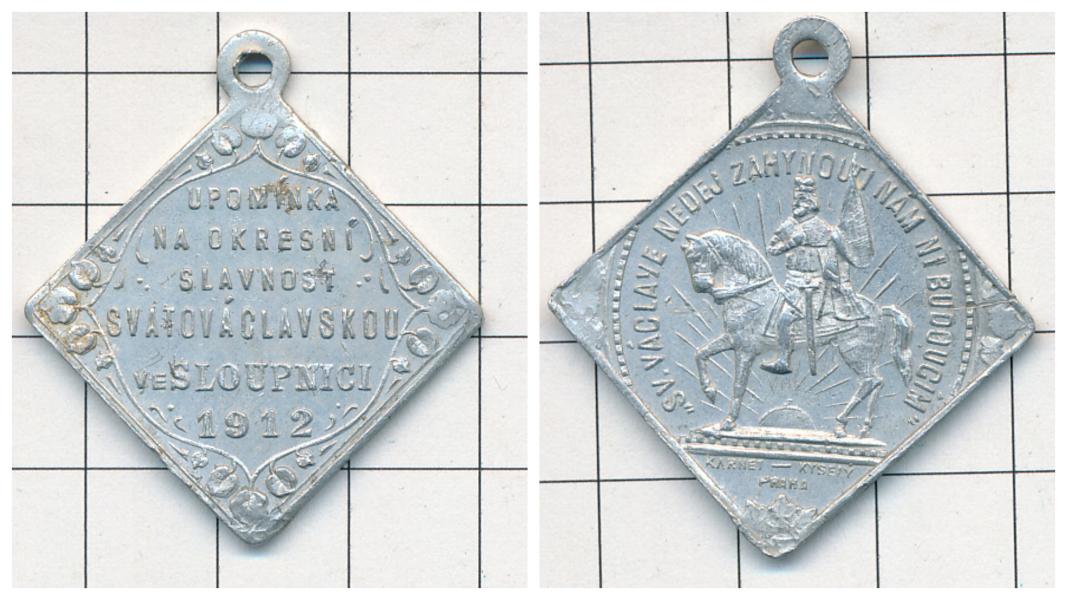 UPOMÍNKA
NA OKRESNÍ
SLAVNOST
SVATOVÁCLAVSKOU
VE SLOUPNICI
1912
„SV. VÁCLAVE NEDEJ ZAHYNOUTI NÁM NI BUDOUCÍM"
KARNET — KYSELÝ
PRAHA